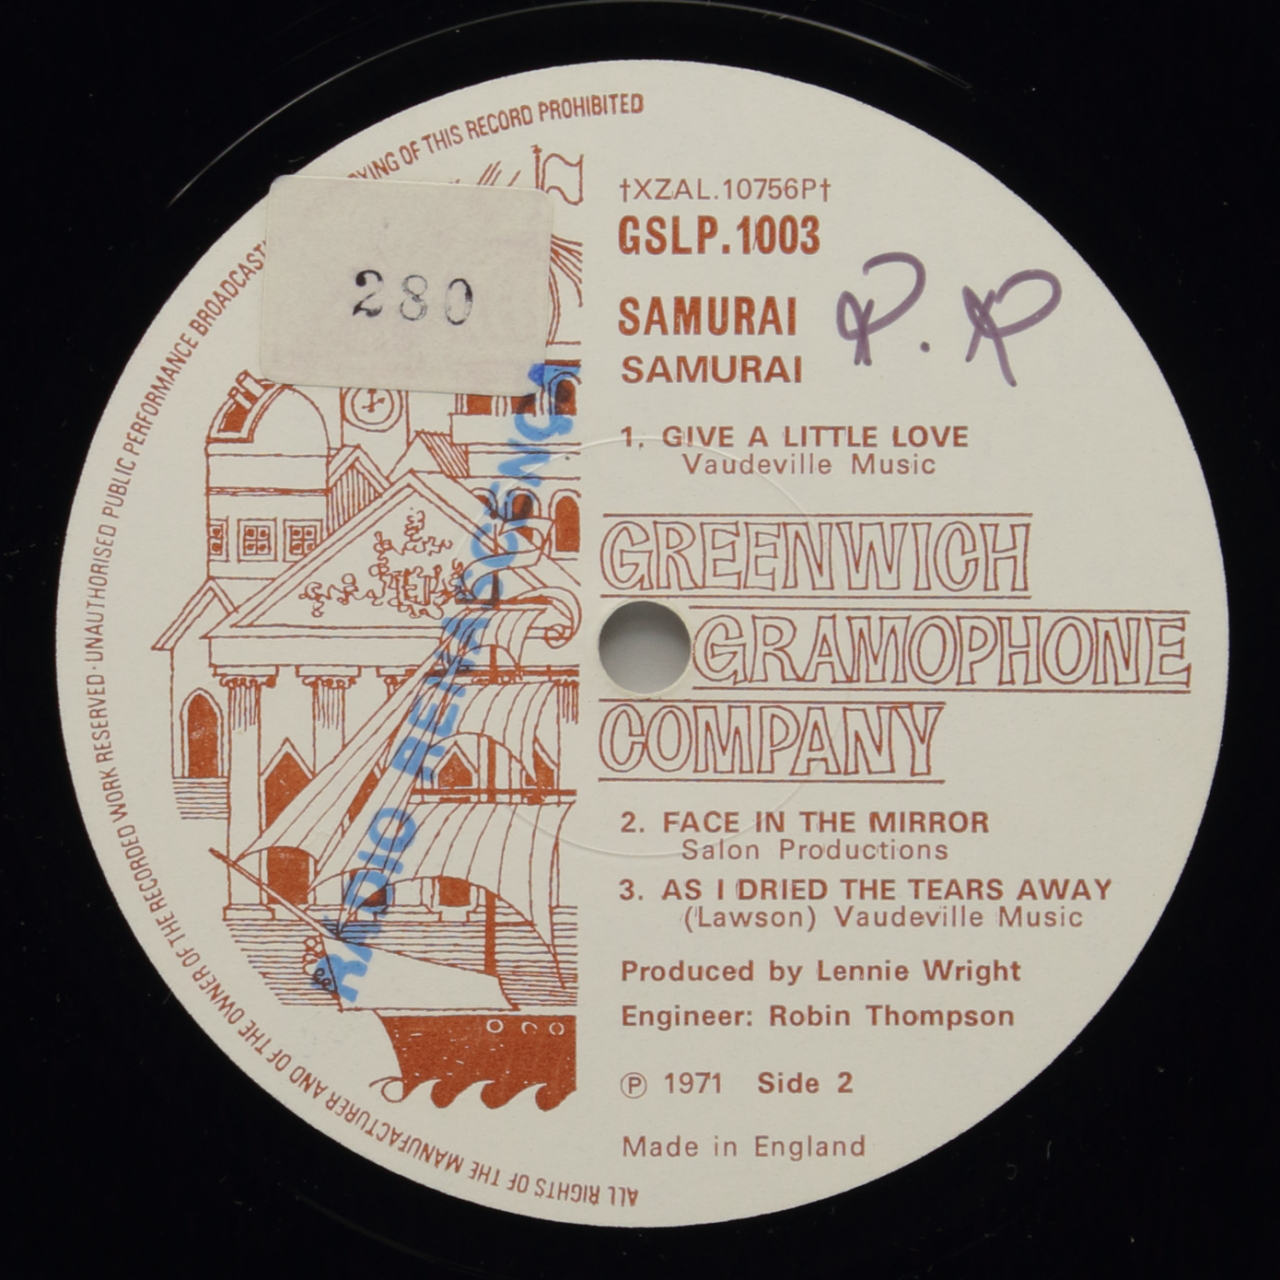 ALL RIGHTS OF THE MANUFACTURER AND OF THE OWNER OF THE RECORDED WORK RESERVED · UNAUTHORISED PUBLIC PERFORMANCE BROADCAST
OF THIS RECORD PROHIBITED
280
RADIO RENASCENÇA
†XZAL.10756P†
GSLP.1003
SAMURAI
SAMURAI
P. P
1. GIVE A LITTLE LOVE
Vaudeville Music
GREENWICH
GRAMOPHONE
COMPANY
2. FACE IN THE MIRROR
Salon Productions
3. AS I DRIED THE TEARS AWAY
(Lawson) Vaudeville Music
Produced by Lennie Wright
Engineer: Robin Thompson
℗ 1971 Side 2
Made in England